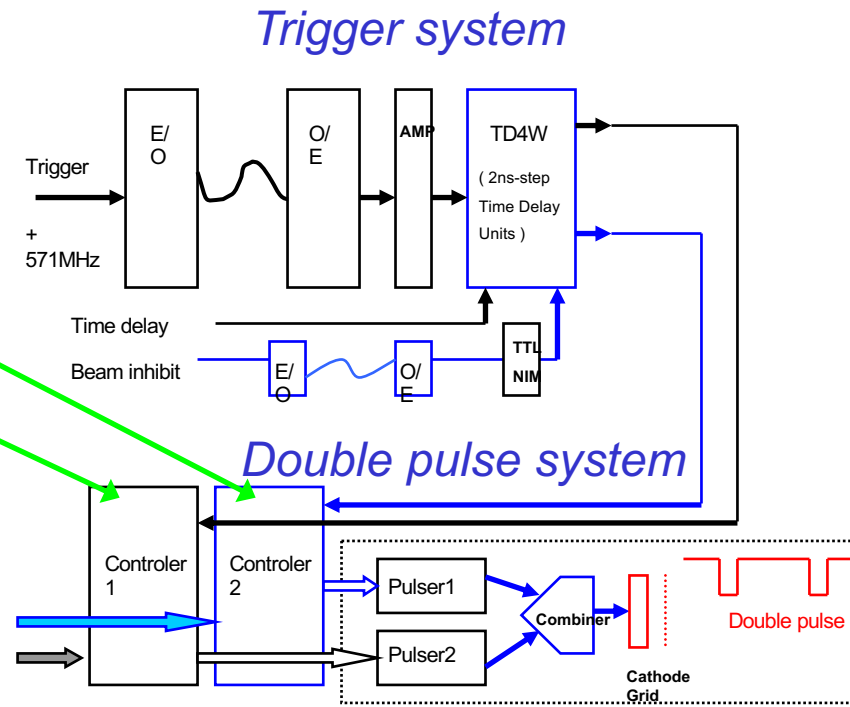 Trigger system
E/
O
O/
E
AMP
TD4W
( 2ns-step
Time Delay
Units )
Trigger
+
571MHz
Time delay
Beam inhibit
E/
O
O/
E
TTL
NIM
Double pulse system
Controler
1
Controler
2
Pulser1
Pulser2
Combiner
Double pulse
Cathode
Grid